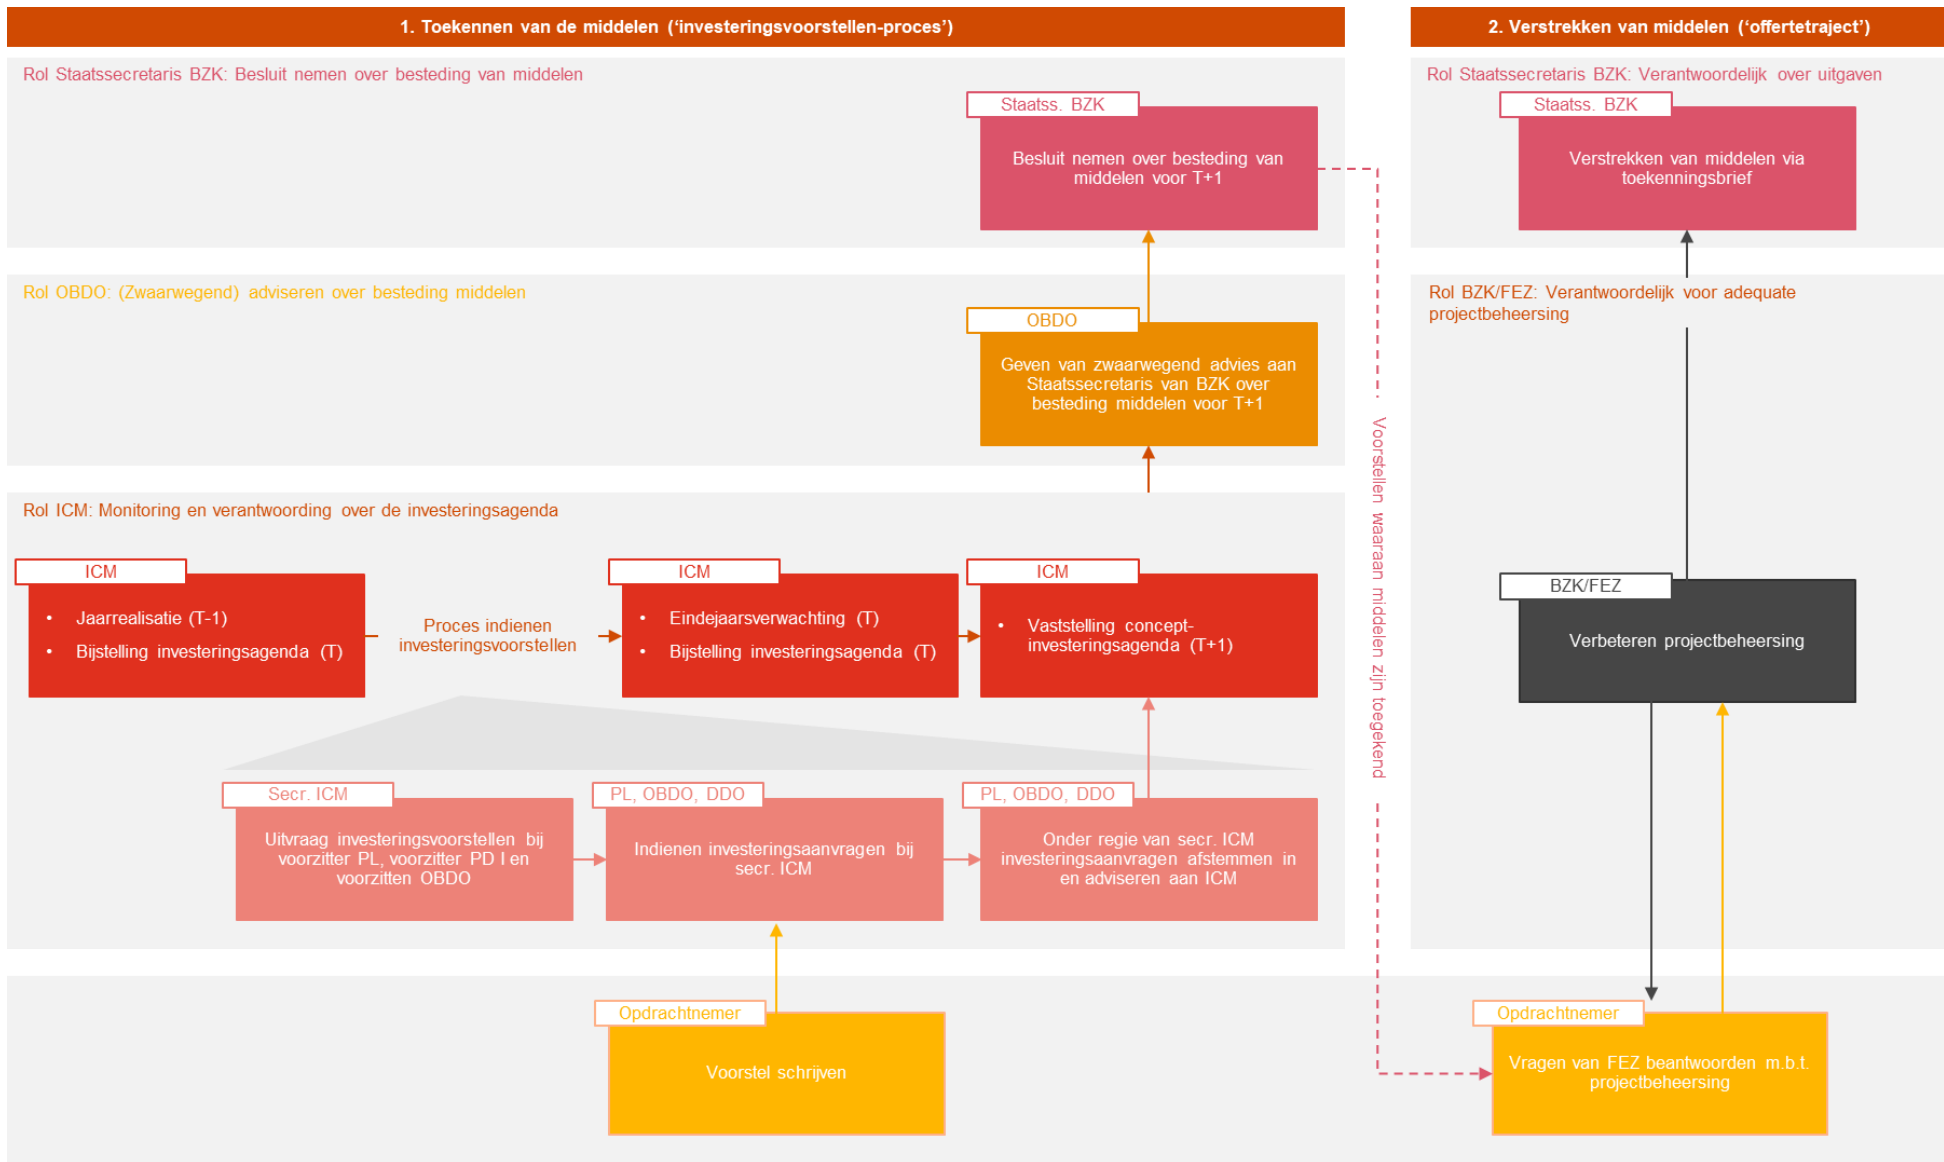 1. Toekennen van de middelen (‘investeringsvoorstellen-proces’)
Rol Staatssecretaris BZK: Besluit nemen over besteding van middelen
Staatss. BZK
Besluit nemen over besteding van
middelen voor T+1
Rol OBDO: (Zwaarwegend) adviseren over besteding middelen
OBDO
Geven van zwaarwegend advies aan
Staatssecretaris van BZK over
besteding middelen voor T+1
Rol ICM: Monitoring en verantwoording over de investeringsagenda
ICM
• Jaarrealisatie (T-1)
• Bijstelling investeringsagenda (T)
Proces indienen
investeringsvoorstellen
ICM
• Eindejaarsverwachting (T)
• Bijstelling investeringsagenda (T)
ICM
• Vaststelling concept-
investeringsagenda (T+1)
Secr. ICM
Uitvraag investeringsvoorstellen bij
voorzitter PL, voorzitter PD I en
voorzitten OBDO
PL, OBDO, DDO
Indienen investeringsaanvragen bij
secr. ICM
PL, OBDO, DDO
Onder regie van secr. ICM
investeringsaanvragen afstemmen in
en adviseren aan ICM
Opdrachtnemer
Voorstel schrijven
Voorstellen waaraan middelen zijn toegekend
2. Verstrekken van middelen (‘offertetraject’)
Rol Staatssecretaris BZK: Verantwoordelijk over uitgaven
Staatss. BZK
Verstrekken van middelen via
toekenningsbrief
Rol BZK/FEZ: Verantwoordelijk voor adequate
projectbeheersing
BZK/FEZ
Verbeteren projectbeheersing
Opdrachtnemer
Vragen van FEZ beantwoorden m.b.t.
projectbeheersing